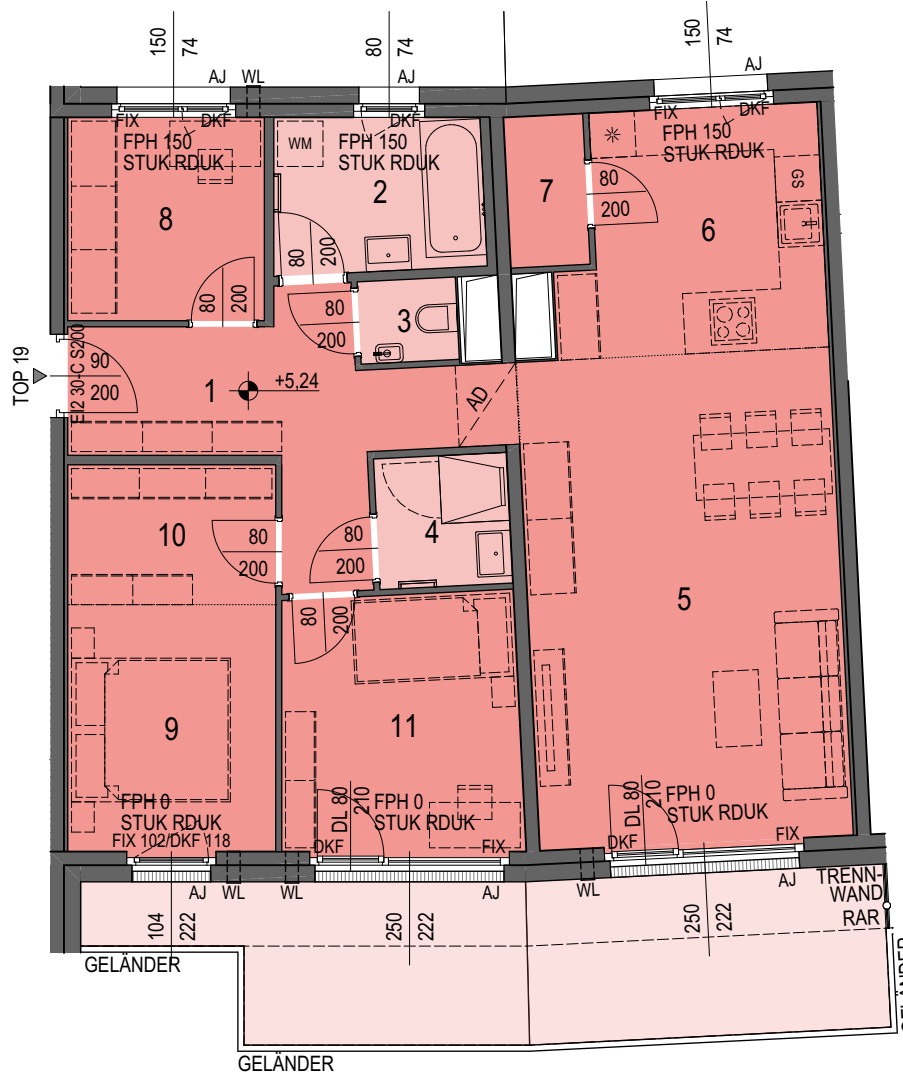 150
74
80
74
150
74
AJ
WL
AJ
AJ
FIX
DKF
FPH 150
STUK RDUK
WM
DKF
FPH 150
STUK RDUK
FIX
DKF
FPH 150
STUK RDUK
8
2
7
80
200
6
GS
80
200
80
200
80
200
3
TOP 19
EI2 30-C S200
90
200
1
+5,24
AD
10
80
200
80
200
4
80
200
5
9
11
FPH 0
STUK RDUK
FIX 102/DKF 118
DL 80
210
FPH 0
STUK RDUK
DKF
FIX
DL 80
210
FPH 0
STUK RDUK
DKF
FIX
AJ
WL
WL
AJ
WL
AJ
TRENN-
WAND
RAR
104
222
250
222
250
222
GELÄNDER
GELÄNDER
GELÄNDER